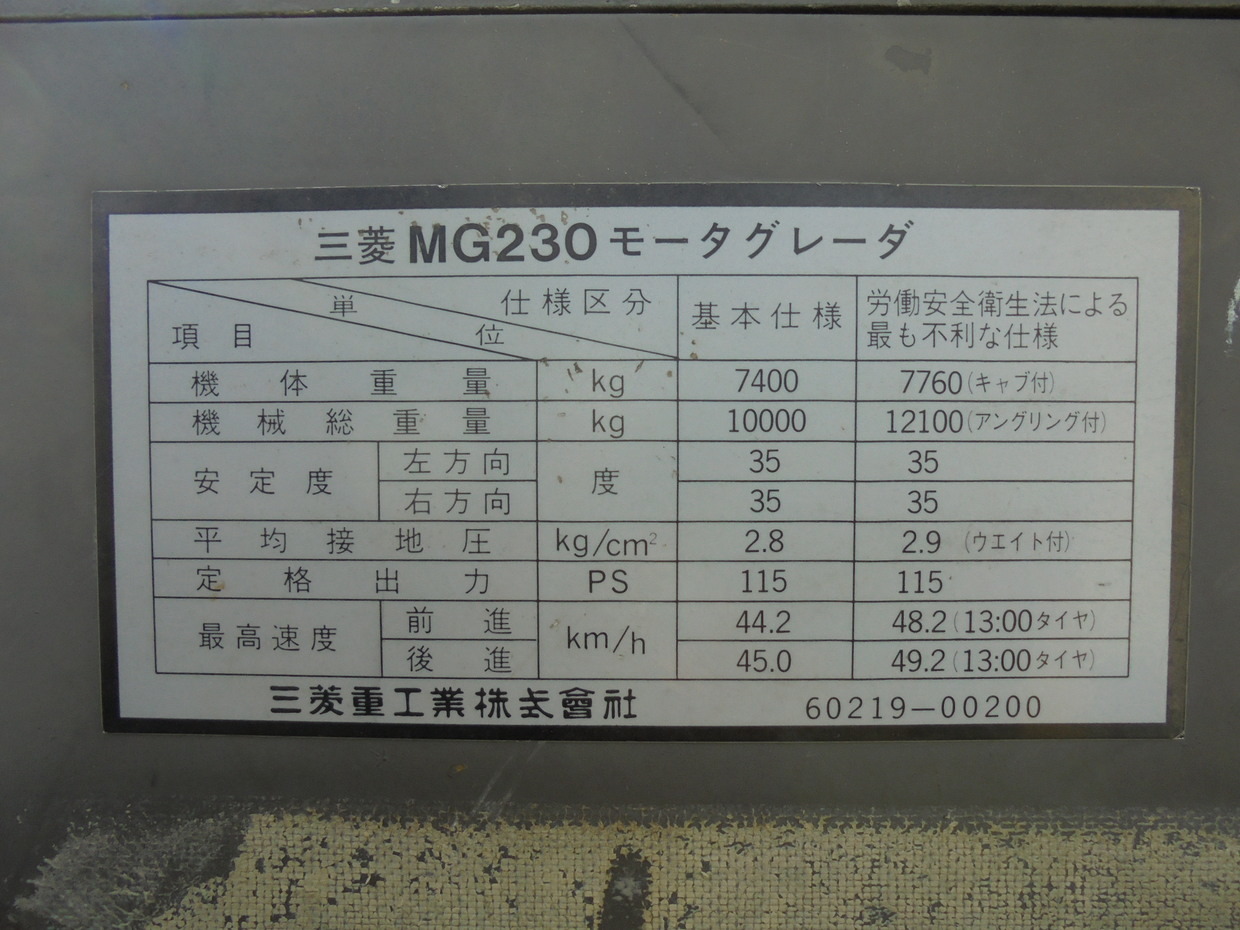 三菱 MG230 モータグレーダ
項目 単位 仕様区分 基本仕様 労働安全衛生法による
最も不利な仕様
機体重量 kg 7400 7760(キャブ付)
機械総重量 kg 10000 12100(アングリング付)
安定度 左方向 度 35 35
右方向 35 35
平均接地圧 kg/cm² 2.8 2.9 (ウエイト付)
定格出力 PS 115 115
最高速度 前進 km/h 44.2 48.2(13:00タイヤ)
後進 45.0 49.2(13:00タイヤ)
三菱重工業株式會社 60219-00200